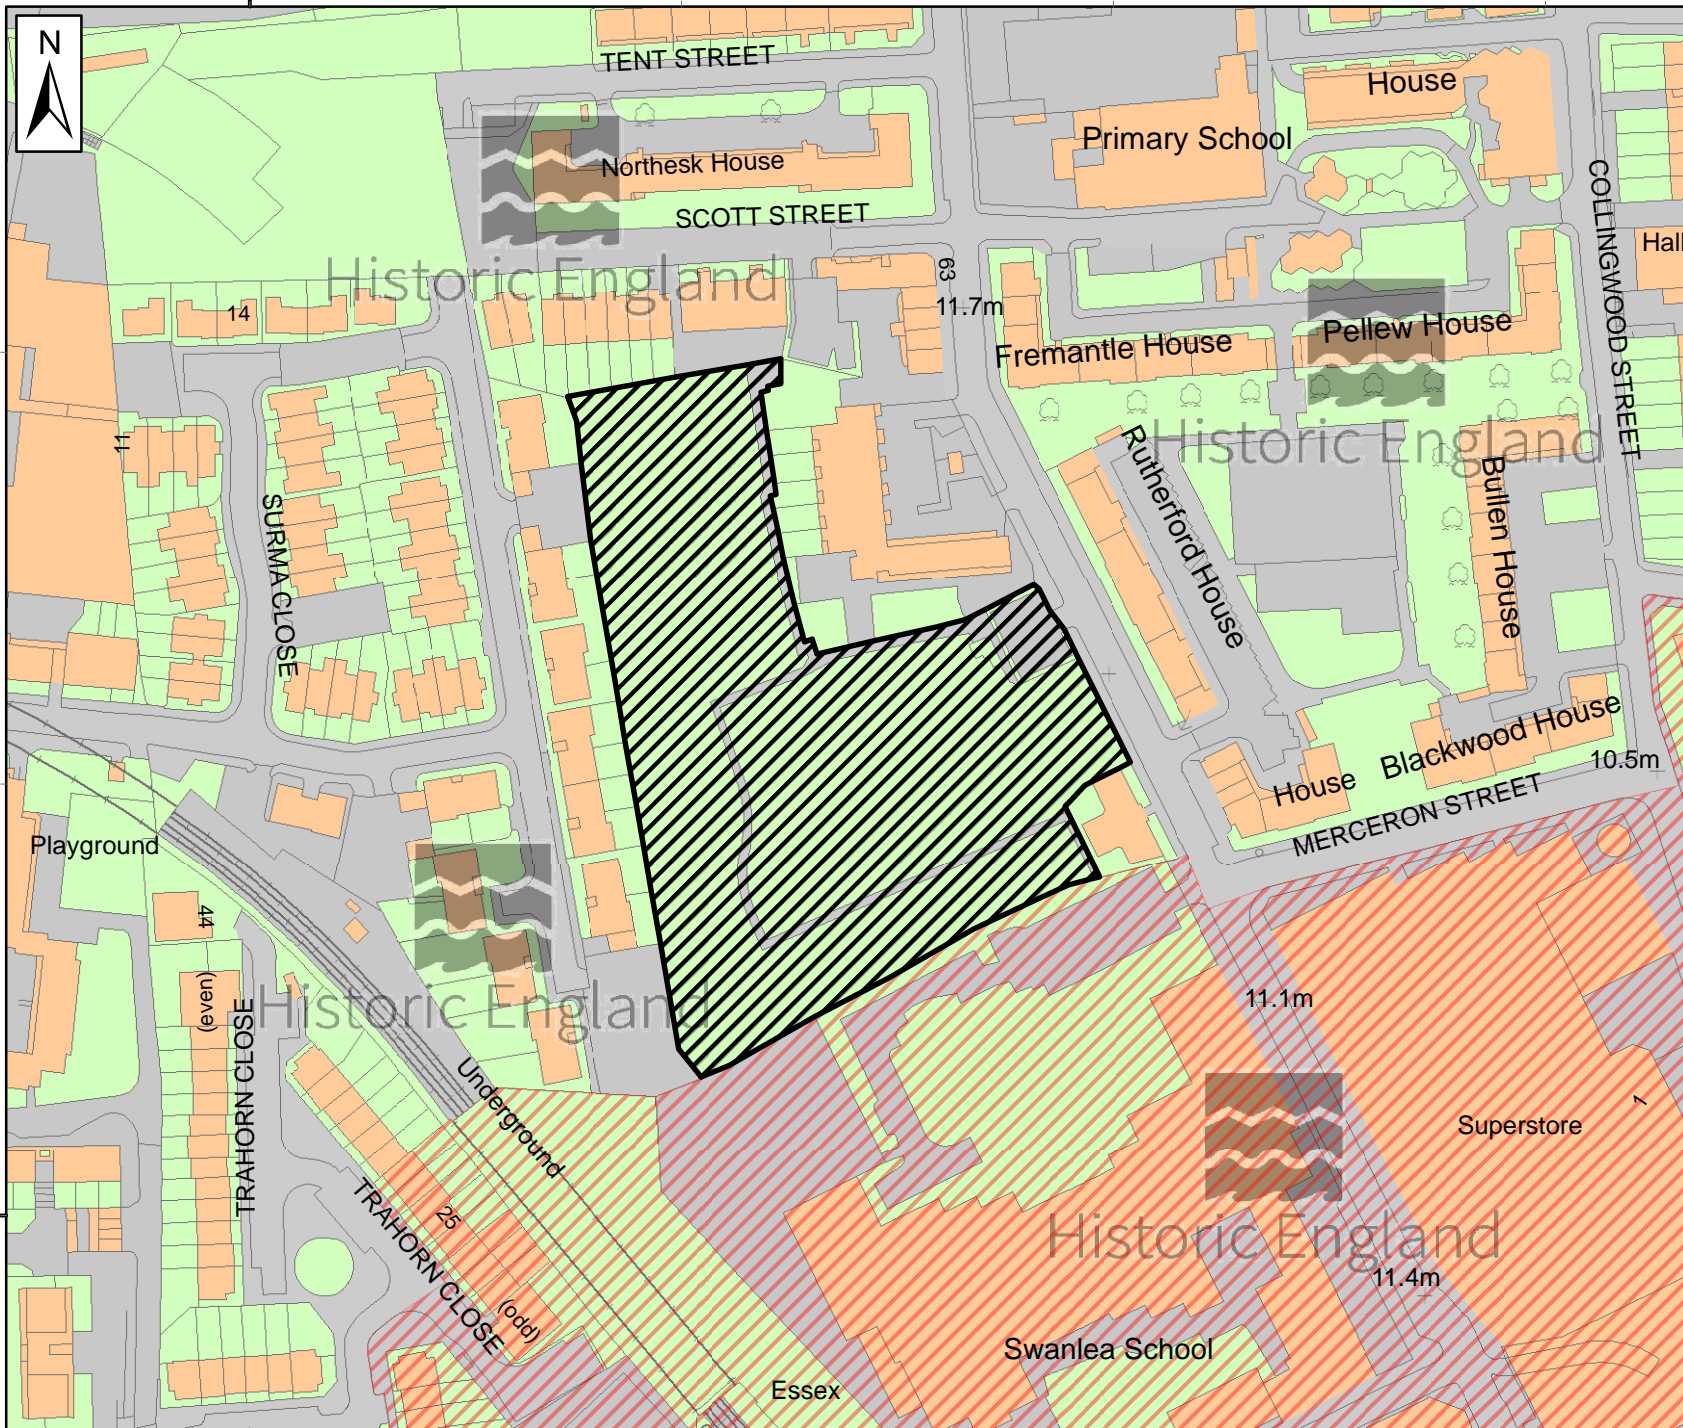 N
TENT STREET
House
Primary School
Northesk House
SCOTT STREET
COLLINGWOOD STREET
Hall
Historic England
63
11.7m
14
Pellew House
Fremantle House
11
Historic England
Rutherford House
Bullen House
SURMA CLOSE
Blackwood House
10.5m
House
MERCERON STREET
Playground
44
(even)
Historic England
11.1m
TRAHORN CLOSE
Underground
1
Superstore
25
TRAHORN CLOSE
Historic England
11.4m
(odd)
Swanlea School
Essex